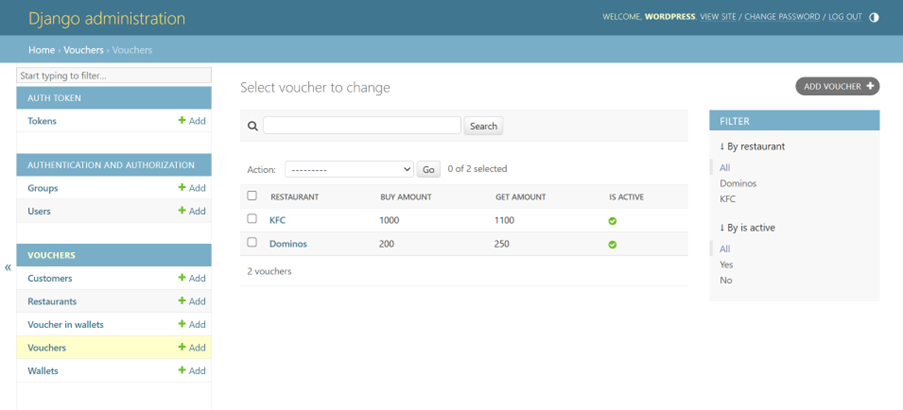 Django administration
WELCOME, WORDPRESS. VIEW SITE / CHANGE PASSWORD / LOG OUT
Home › Vouchers › Vouchers
Start typing to filter...
AUTH TOKEN
Tokens + Add
AUTHENTICATION AND AUTHORIZATION
Groups + Add
Users + Add
VOUCHERS
Customers + Add
Restaurants + Add
Voucher in wallets + Add
Vouchers + Add
Wallets + Add
«
Select voucher to change
ADD VOUCHER +
Search
Action: --------- Go 0 of 2 selected
RESTAURANT BUY AMOUNT GET AMOUNT IS ACTIVE
KFC 1000 1100
Dominos 200 250
2 vouchers
FILTER
↓ By restaurant
All
Dominos
KFC
↓ By is active
All
Yes
No